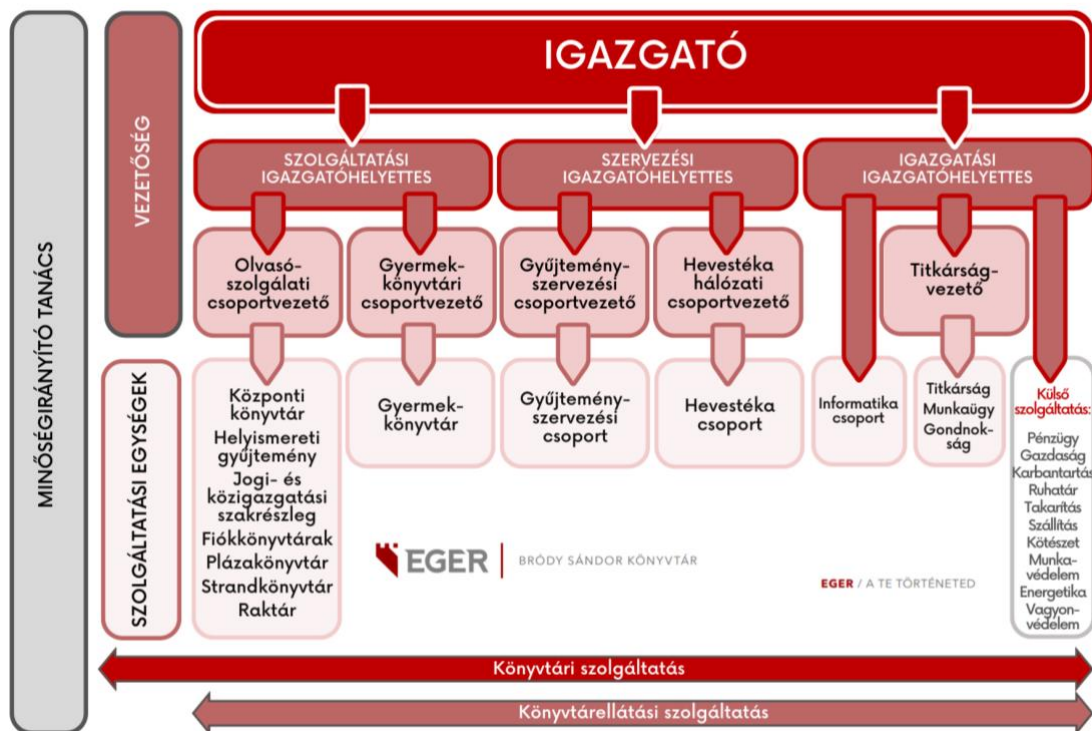 MINŐSÉGIRÁNYÍTÓ TANÁCS
VEZETŐSÉG
IGAZGATÓ
SZOLGÁLTATÁSI
IGAZGATÓHELYETTES
SZERVEZÉSI
IGAZGATÓHELYETTES
IGAZGATÁSI
IGAZGATÓHELYETTES
Olvasó-
szolgálati
csoportvezető
Gyermek-
könyvtári
csoportvezető
Gyűjtemény-
szervezési
csoportvezető
Hevestéka
hálózati
csoportvezető
Titkárság-
vezető
SZOLGÁLTATÁSI EGYSÉGEK
Központi
könyvtár
Helyismereti
gyűjtemény
Jogi- és
közigazgatási
szakrészleg
Fiókkönyvtárak
Plázakönyvtár
Strandkönyvtár
Raktár
Gyermek-
könyvtár
Gyűjtemény-
szervezési
csoport
Hevestéka
csoport
Informatika
csoport
Titkárság
Munkaügy
Gondnok-
ság
Külső
szolgáltatás:
Pénzügy
Gazdaság
Karbantartás
Ruhatár
Takarítás
Szállítás
Kötészet
Munka-
védelem
Energetika
Vagyon-
védelem
EGER | BRÓDY SÁNDOR KÖNYVTÁR
EGER / A TE TÖRTÉNETED
Könyvtári szolgáltatás
Könyvtárellátási szolgáltatás